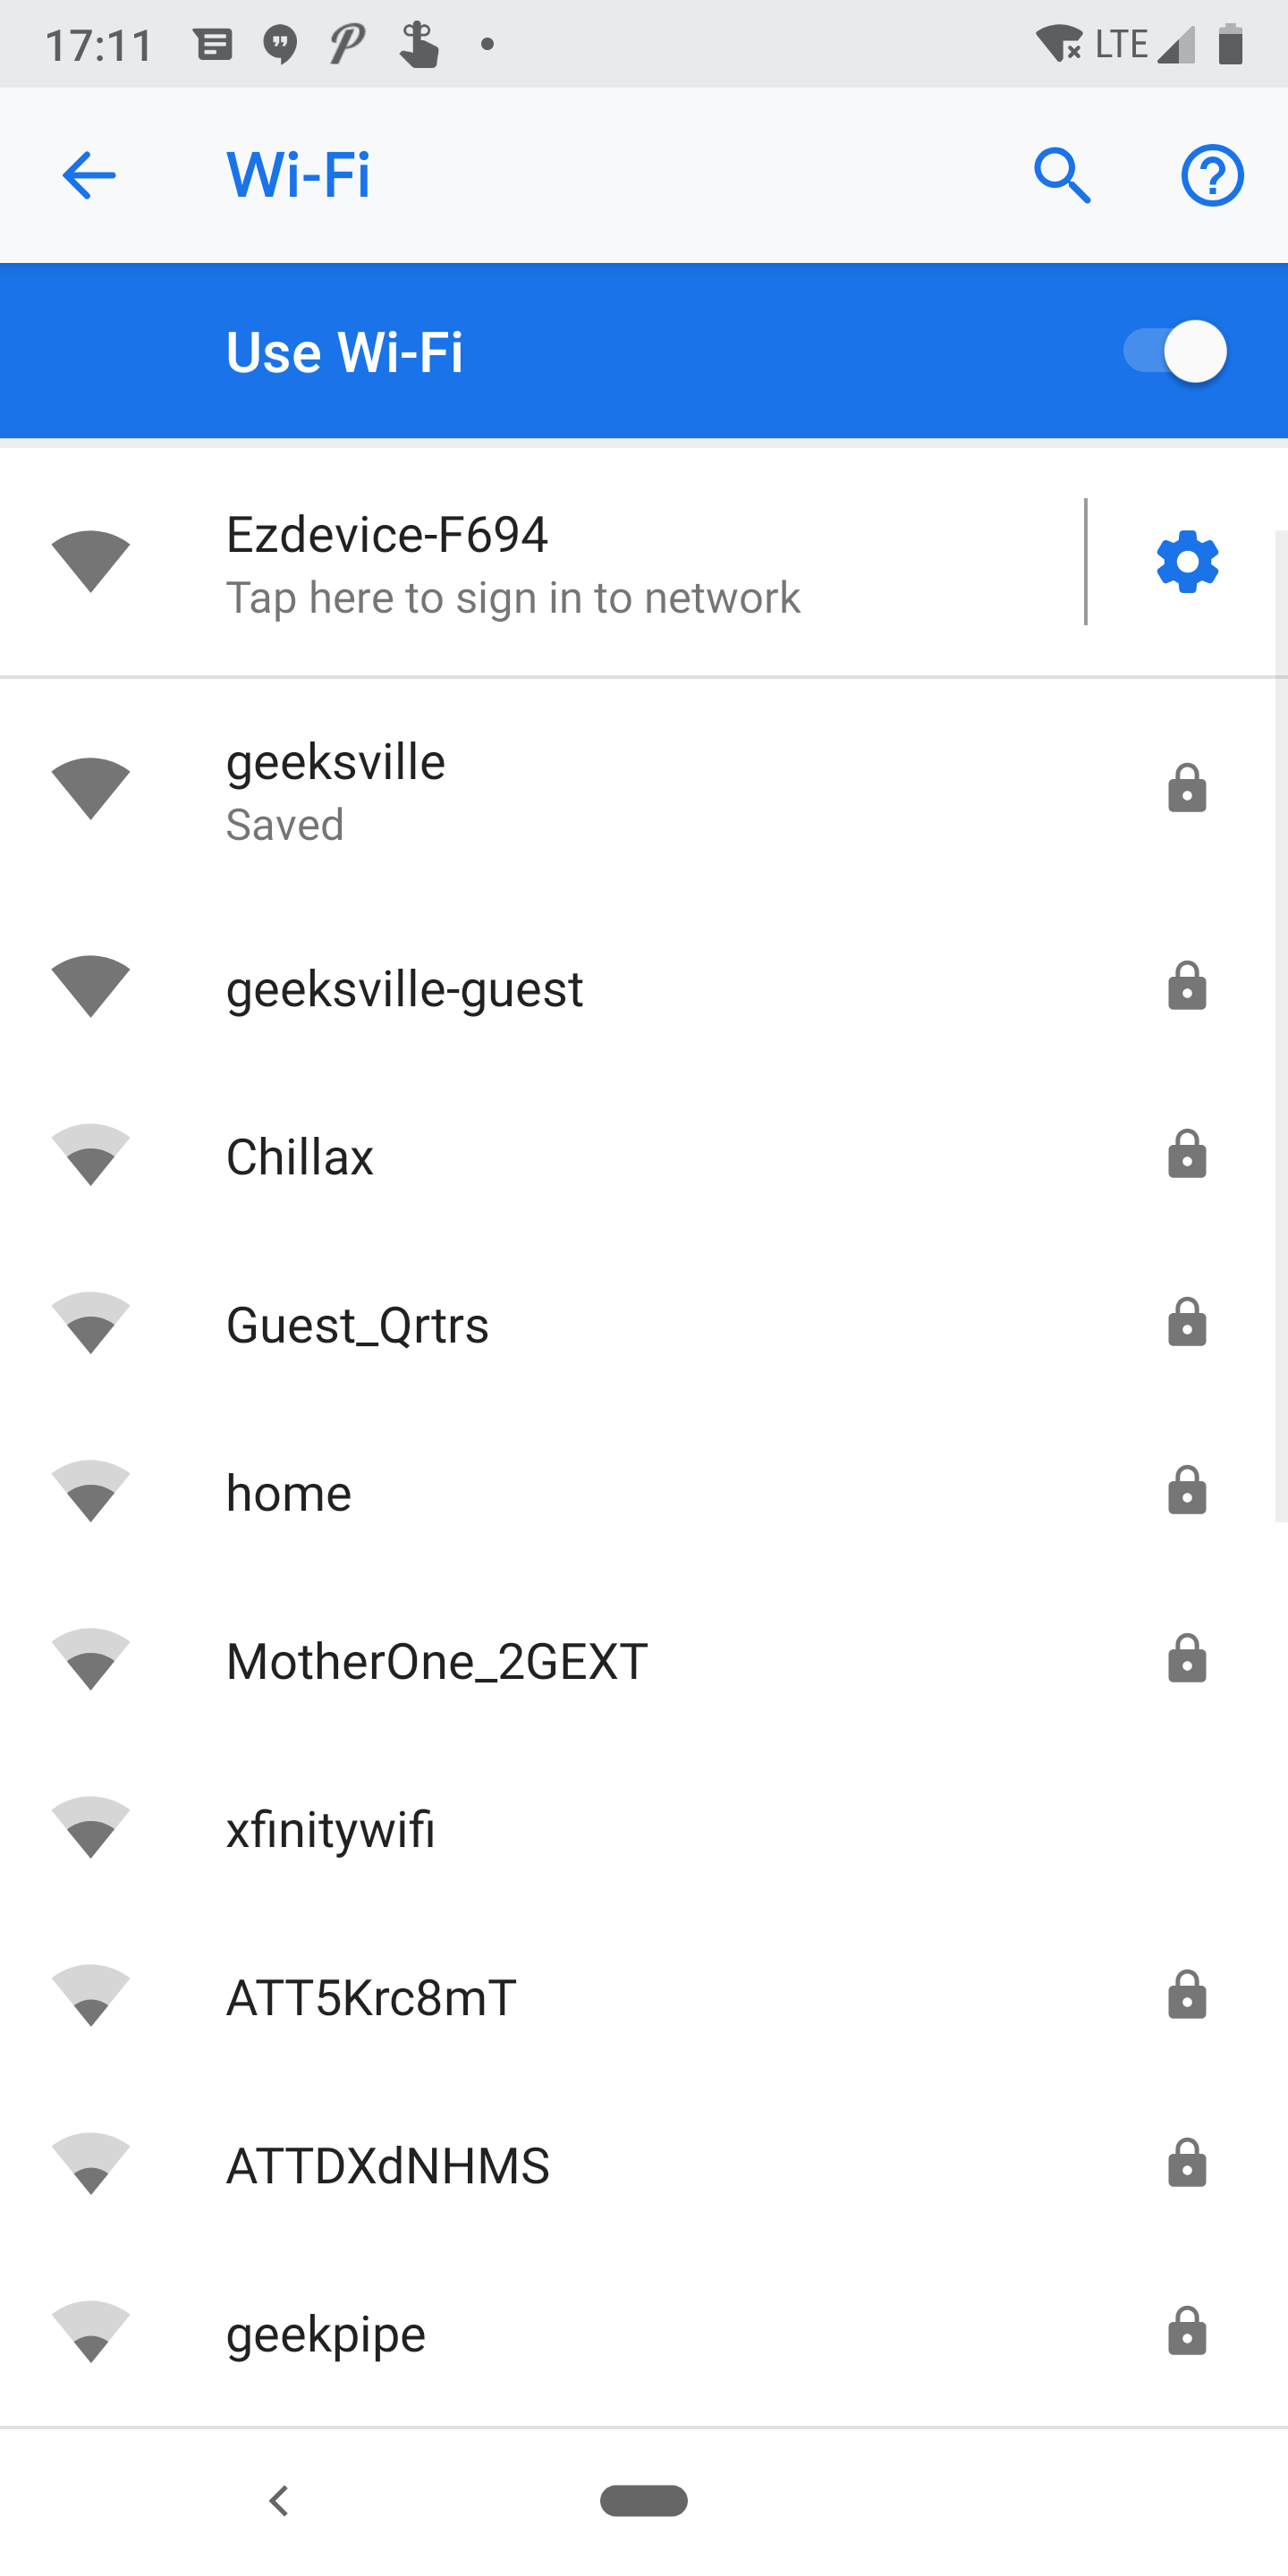 17:11 LTE
Wi-Fi
Use Wi-Fi
Ezdevice-F694
Tap here to sign in to network
geeksville
Saved
geeksville-guest
Chillax
Guest_Qrtrs
home
MotherOne_2GEXT
xfinitywifi
ATT5Krc8mT
ATTDXdNHMS
geekpipe